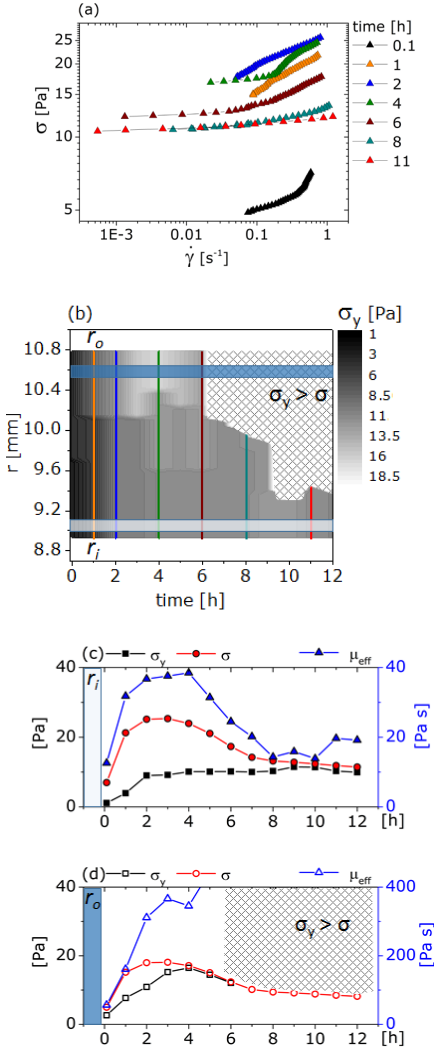 (a)
time [h]
0.1
1
2
4
6
8
11
σ [Pa]
25
20
15
10
5
1E-3 0.01 0.1 1
γ̇ [s⁻¹]
(b)
σy [Pa]
ro
σy > σ
ri
r [mm]
10.8
10.4
10.0
9.6
9.2
8.8
0 2 4 6 8 10 12
time [h]
1
3
6
8.5
11
13.5
16
18.5
(c) σy σ μeff
ri
[Pa]
40
20
0
40
20
0
[Pa s]
0 2 4 6 8 10 12 [h]
(d) σy σ μeff
ro
σy > σ
[Pa]
40
20
0
400
200
0
[Pa s]
0 2 4 6 8 10 12 [h]